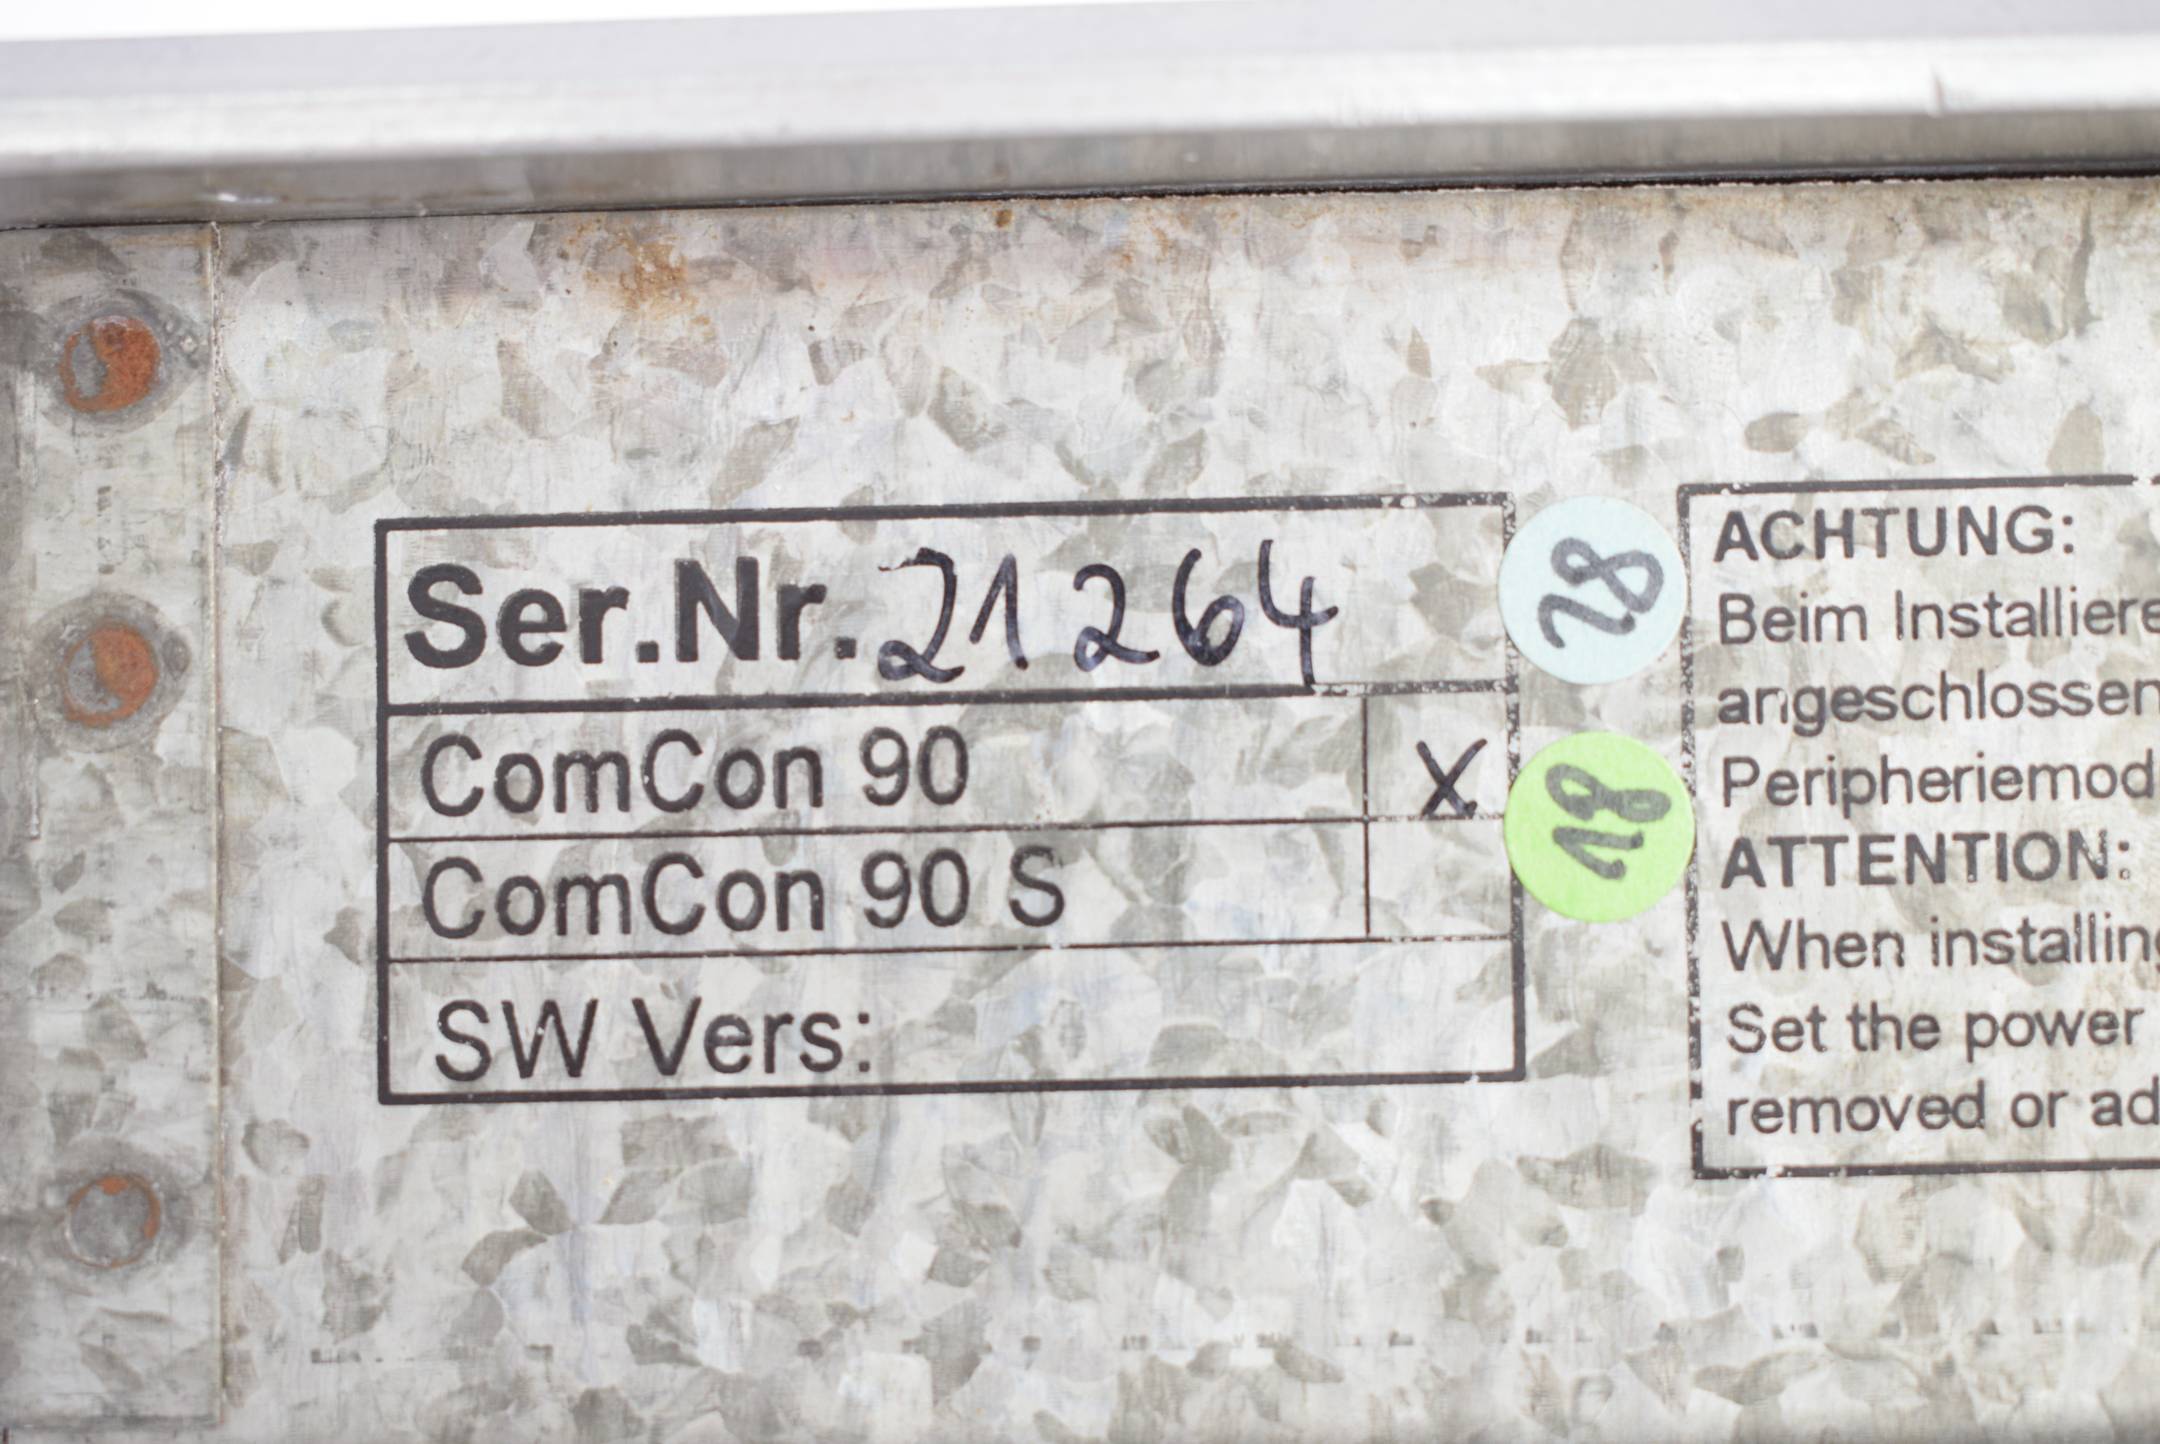 Ser.Nr. 21264
ComCon 90 X
ComCon 90 S
SW Vers:
28
18
ACHTUNG:
Beim Installiere
angeschlossen
Peripheriemod
ATTENTION:
When installing
Set the power
removed or ad